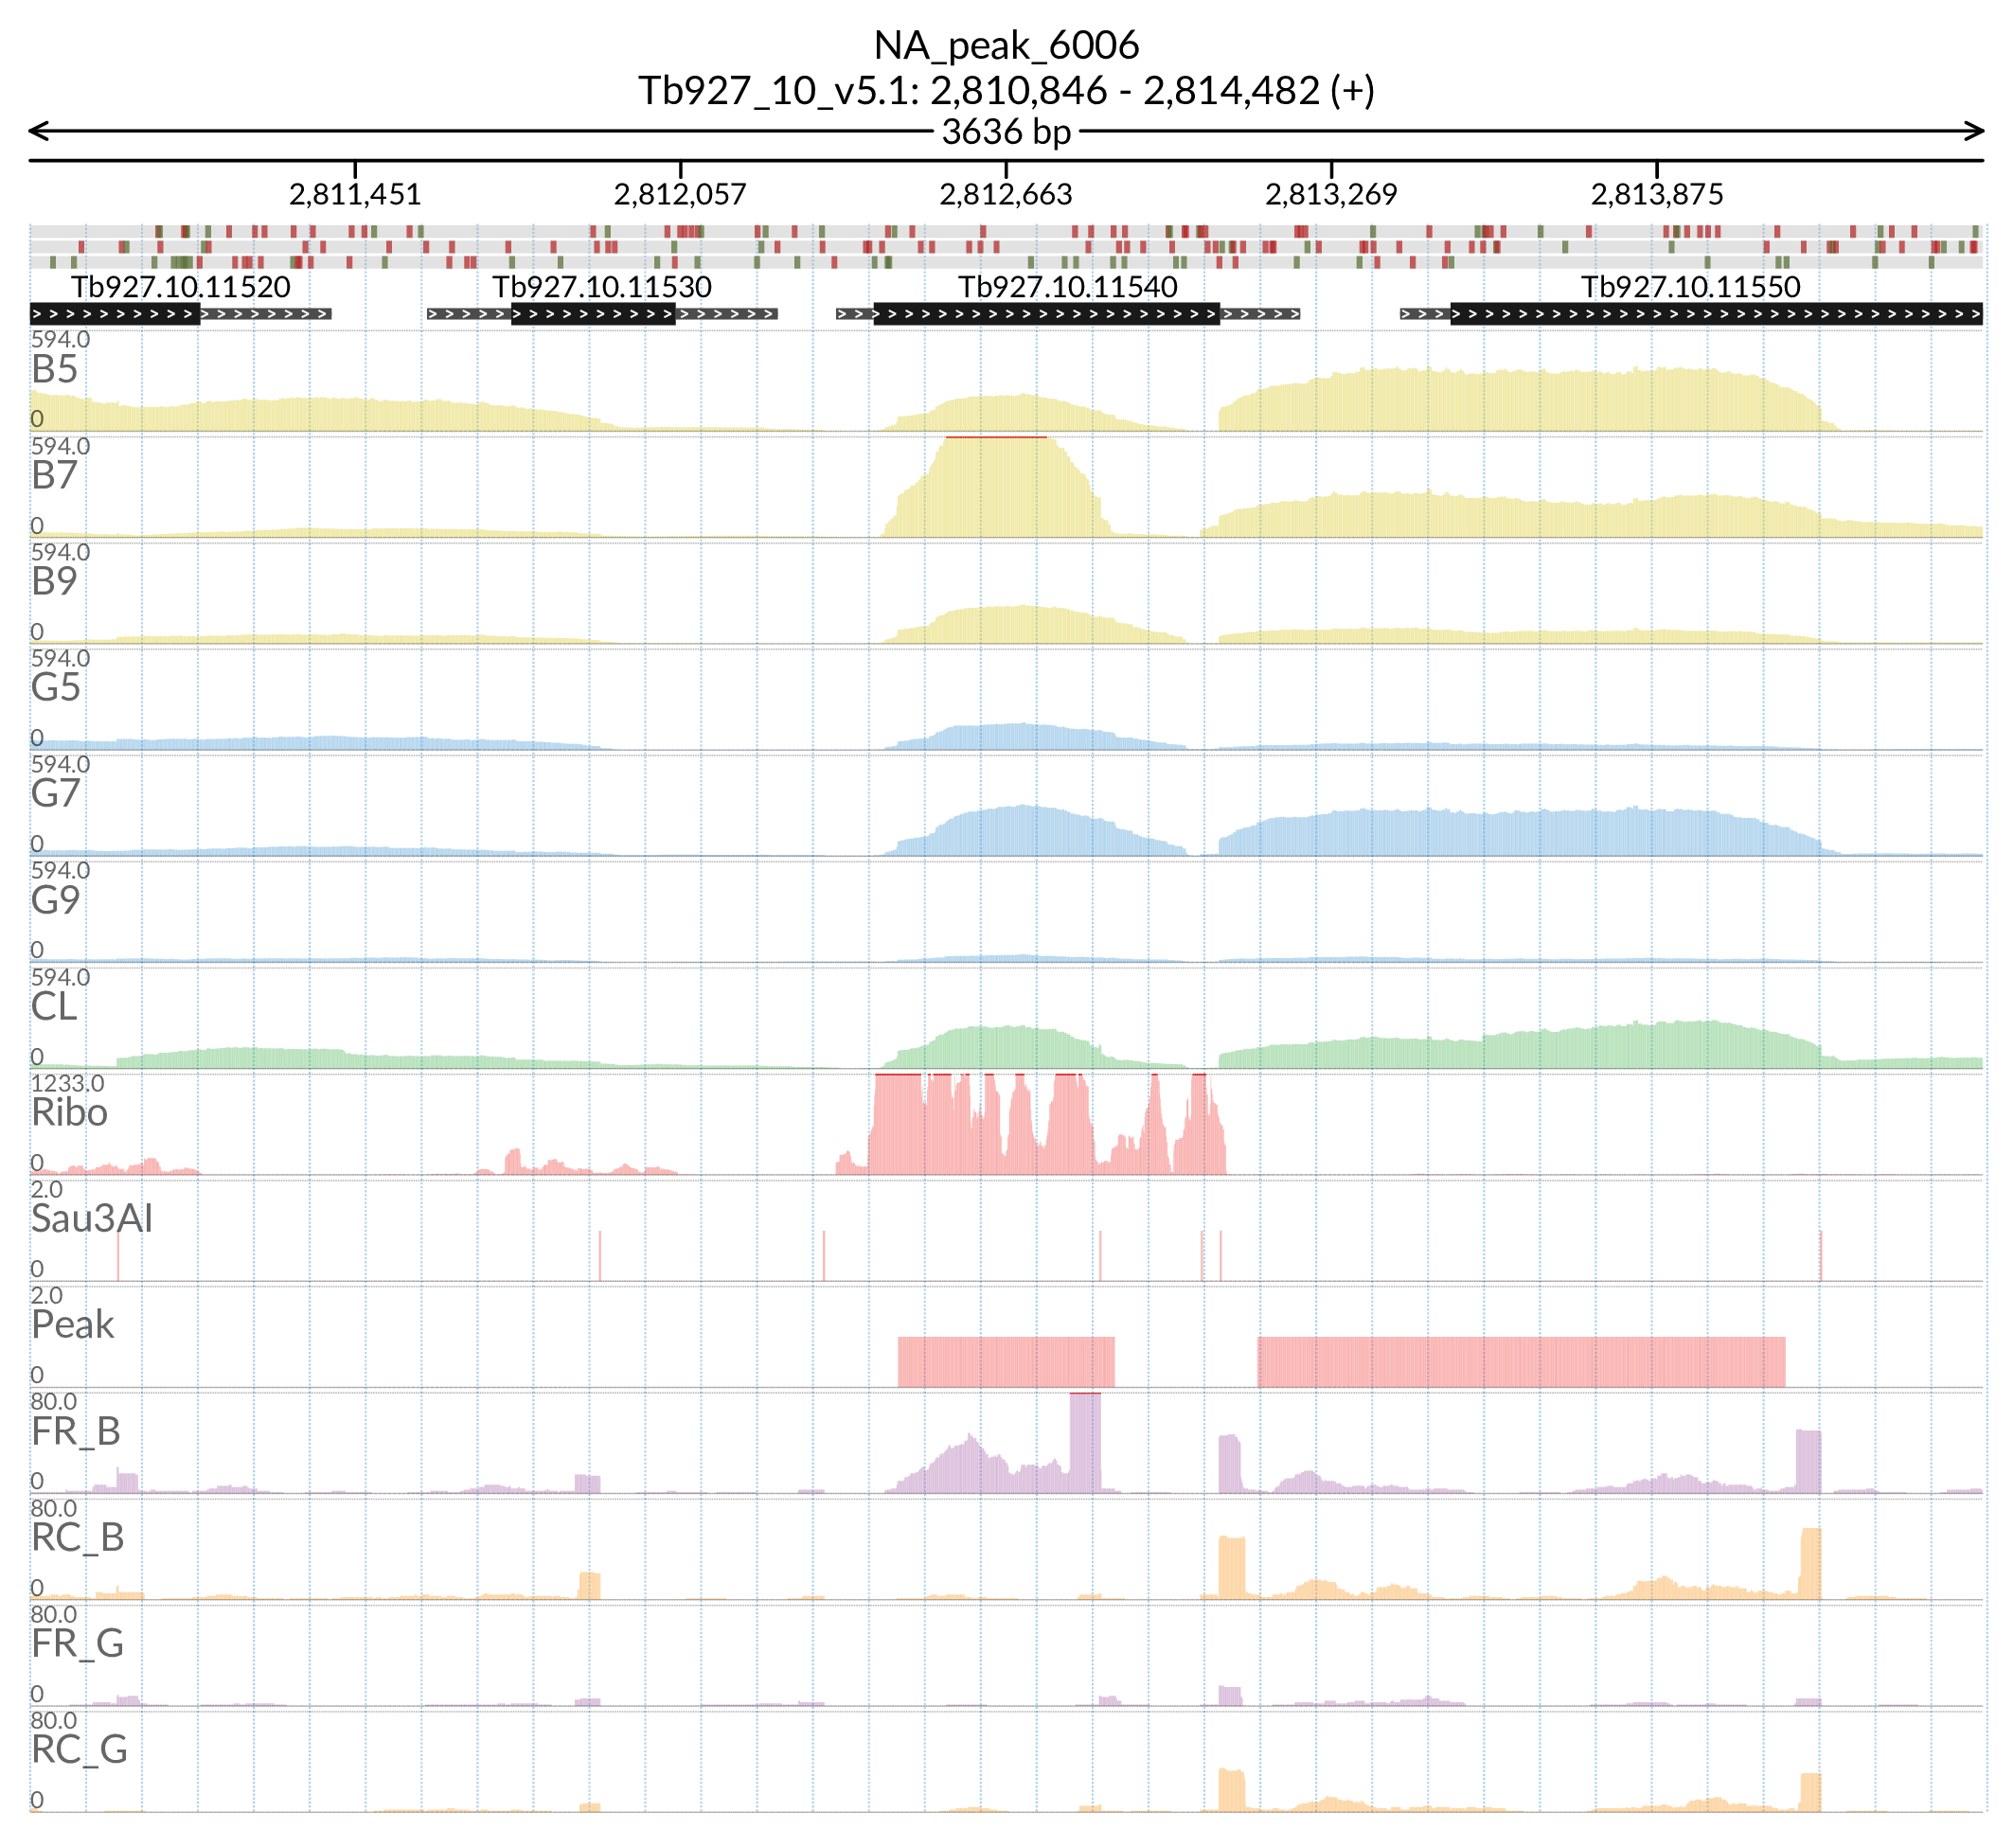 NA_peak_6006
Tb927_10_v5.1: 2,810,846 - 2,814,482 (+)
3636 bp
2,811,451 2,812,057 2,812,663 2,813,269 2,813,875
Tb927.10.11520 Tb927.10.11530 Tb927.10.11540 Tb927.10.11550
594.0
B5
0
594.0
B7
0
594.0
B9
0
594.0
G5
0
594.0
G7
0
594.0
G9
0
594.0
CL
0
1233.0
Ribo
0
2.0
Sau3AI
0
2.0
Peak
0
80.0
FR_B
0
80.0
RC_B
0
80.0
FR_G
0
80.0
RC_G
0